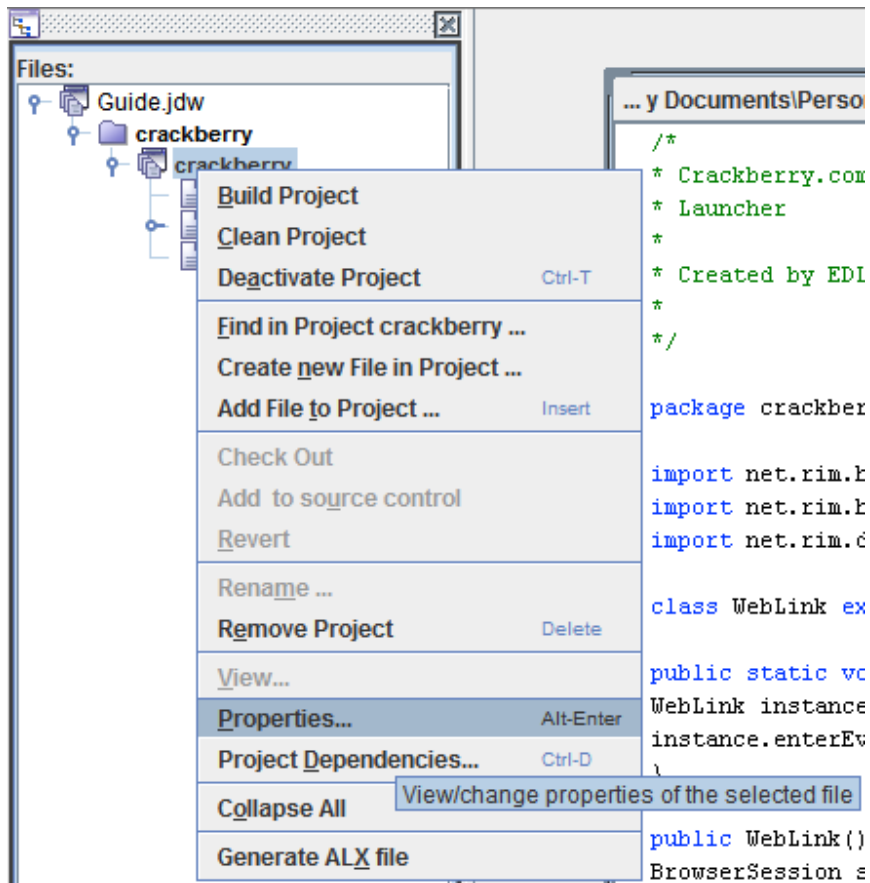 Files:
Guide.jdw
crackberry
crackberry
Build Project
Clean Project
Deactivate Project Ctrl-T
Find in Project crackberry ...
Create new File in Project ...
Add File to Project ... Insert
Check Out
Add to source control
Revert
Rename ...
Remove Project Delete
View...
Properties... Alt-Enter
Project Dependencies... Ctrl-D
View/change properties of the selected file
Collapse All
Generate ALX file
... y Documents\Perso
/*
* Crackberry.com
* Launcher
*
* Created by EDL
*
*/
package crackber
import net.rim.b
import net.rim.b
import net.rim.d
class WebLink ex
public static vo
WebLink instance
instance.enterEv
}
public WebLink()
BrowserSession s